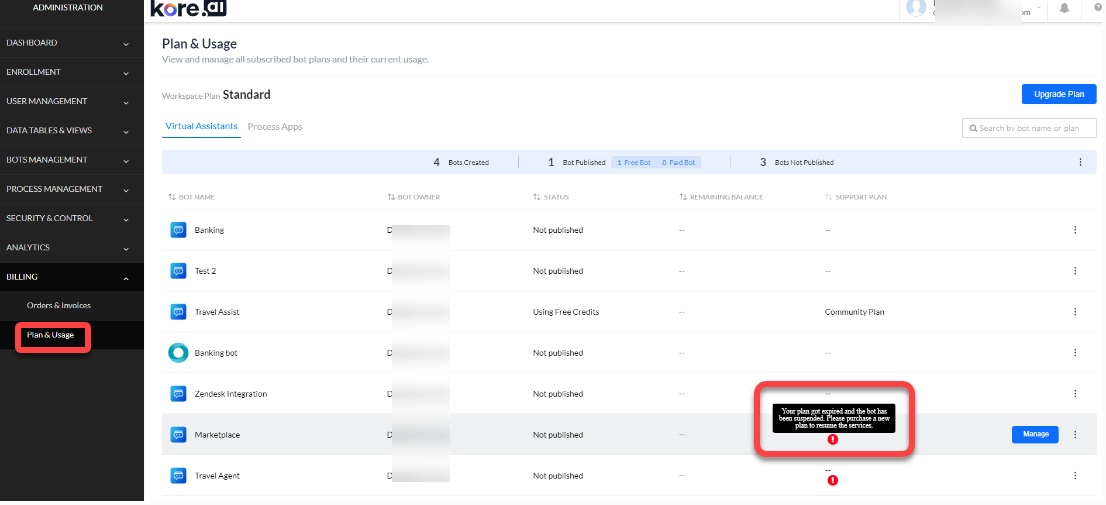 ADMINISTRATION
kore.ai
DASHBOARD
ENROLLMENT
USER MANAGEMENT
DATA TABLES & VIEWS
BOTS MANAGEMENT
PROCESS MANAGEMENT
SECURITY & CONTROL
ANALYTICS
BILLING
Orders & Invoices
Plan & Usage
Plan & Usage
View and manage all subscribed bot plans and their current usage.
Workspace Plan Standard
Upgrade Plan
Virtual Assistants Process Apps
Search by bot name or plan
4 Bots Created 1 Bot Published 1 Free Bot 0 Paid Bot 3 Bots Not Published
BOT NAME BOT OWNER STATUS REMAINING BALANCE SUPPORT PLAN
Banking D Not published -- --
Test 2 D Not published -- --
Travel Assist D Using Free Credits -- Community Plan
Banking bot D Not published -- --
Zendesk Integration D Not published -- --
Your plan got expired and the bot has
been suspended. Please purchase a new
plan to resume the services.
Marketplace D Not published -- Manage
Travel Agent D Not published -- --